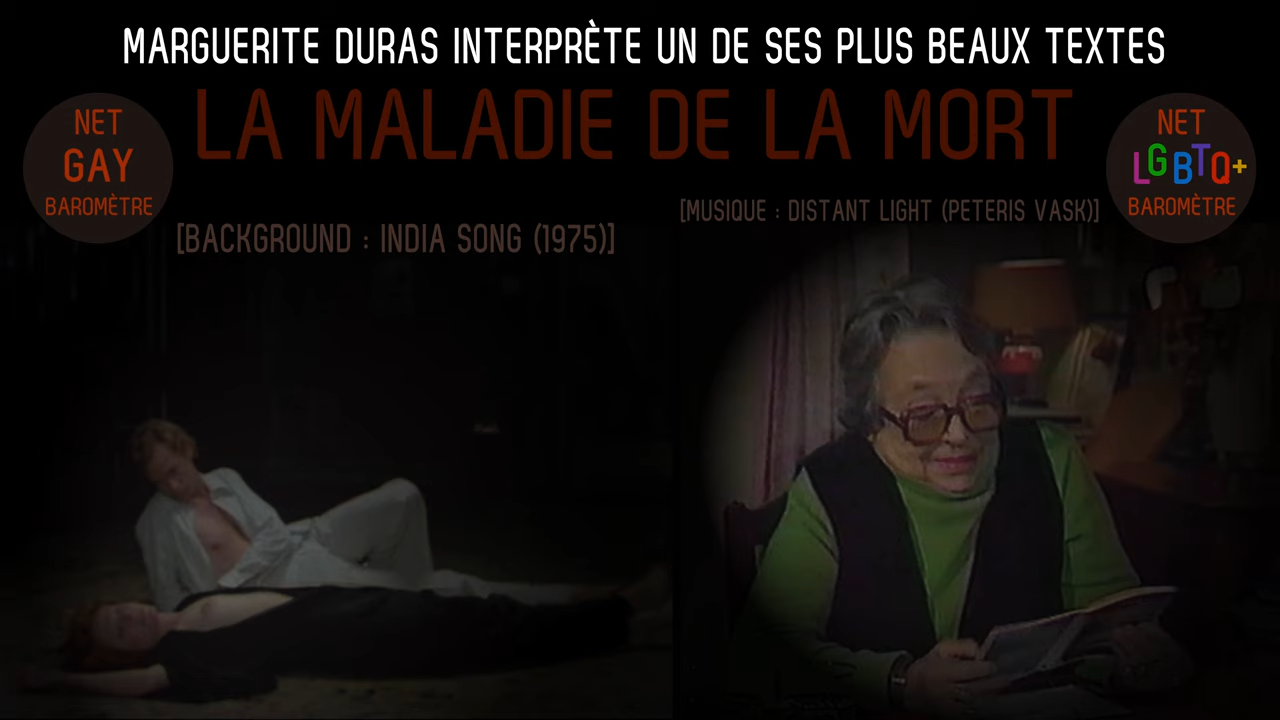 MARGUERITE DURAS INTERPRÈTE UN DE SES PLUS BEAUX TEXTES
LA MALADIE DE LA MORT
NET
GAY
BAROMÈTRE
NET
LGBTQ+
BAROMÈTRE
[MUSIQUE : DISTANT LIGHT (PETERIS VASK)]
[BACKGROUND : INDIA SONG (1975)]